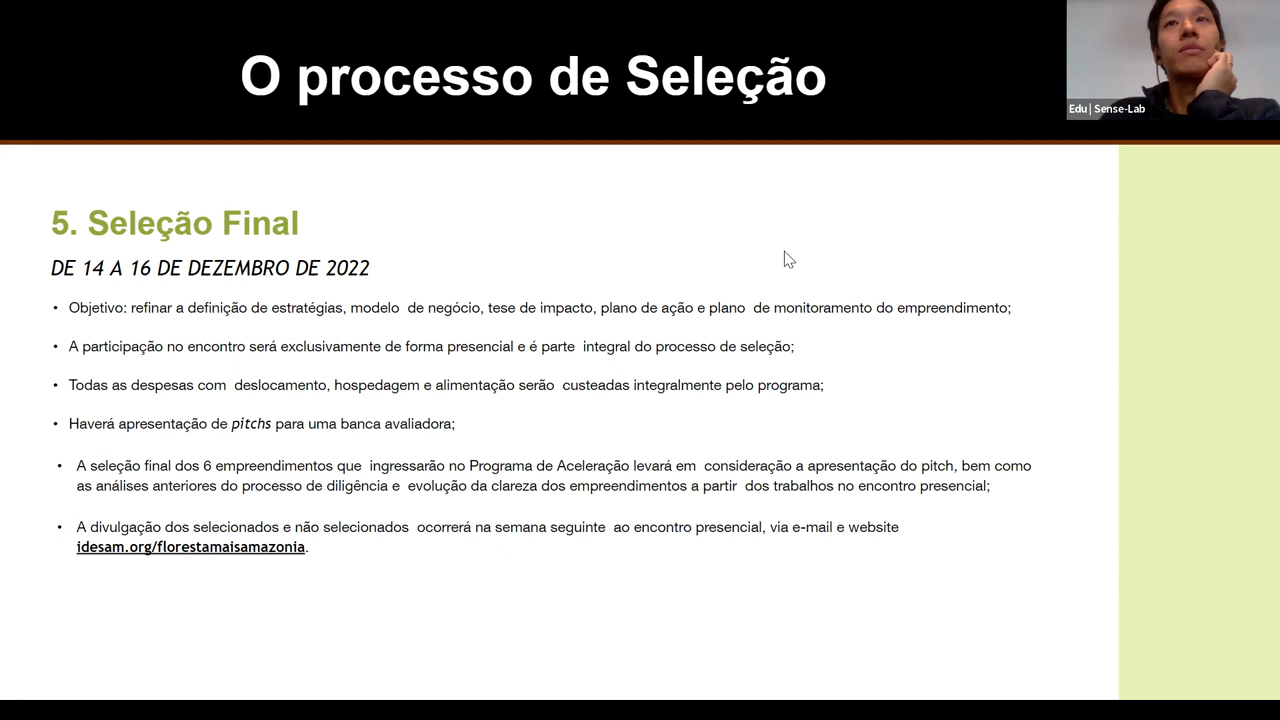 O processo de Seleção
Edu | Sense-Lab
5. Seleção Final
DE 14 A 16 DE DEZEMBRO DE 2022
• Objetivo: refinar a definição de estratégias, modelo de negócio, tese de impacto, plano de ação e plano de monitoramento do empreendimento;
• A participação no encontro será exclusivamente de forma presencial e é parte integral do processo de seleção;
• Todas as despesas com deslocamento, hospedagem e alimentação serão custeadas integralmente pelo programa;
• Haverá apresentação de pitchs para uma banca avaliadora;
• A seleção final dos 6 empreendimentos que ingressarão no Programa de Aceleração levará em consideração a apresentação do pitch, bem como
as análises anteriores do processo de diligência e evolução da clareza dos empreendimentos a partir dos trabalhos no encontro presencial;
• A divulgação dos selecionados e não selecionados ocorrerá na semana seguinte ao encontro presencial, via e-mail e website
idesam.org/florestamaisamazonia.